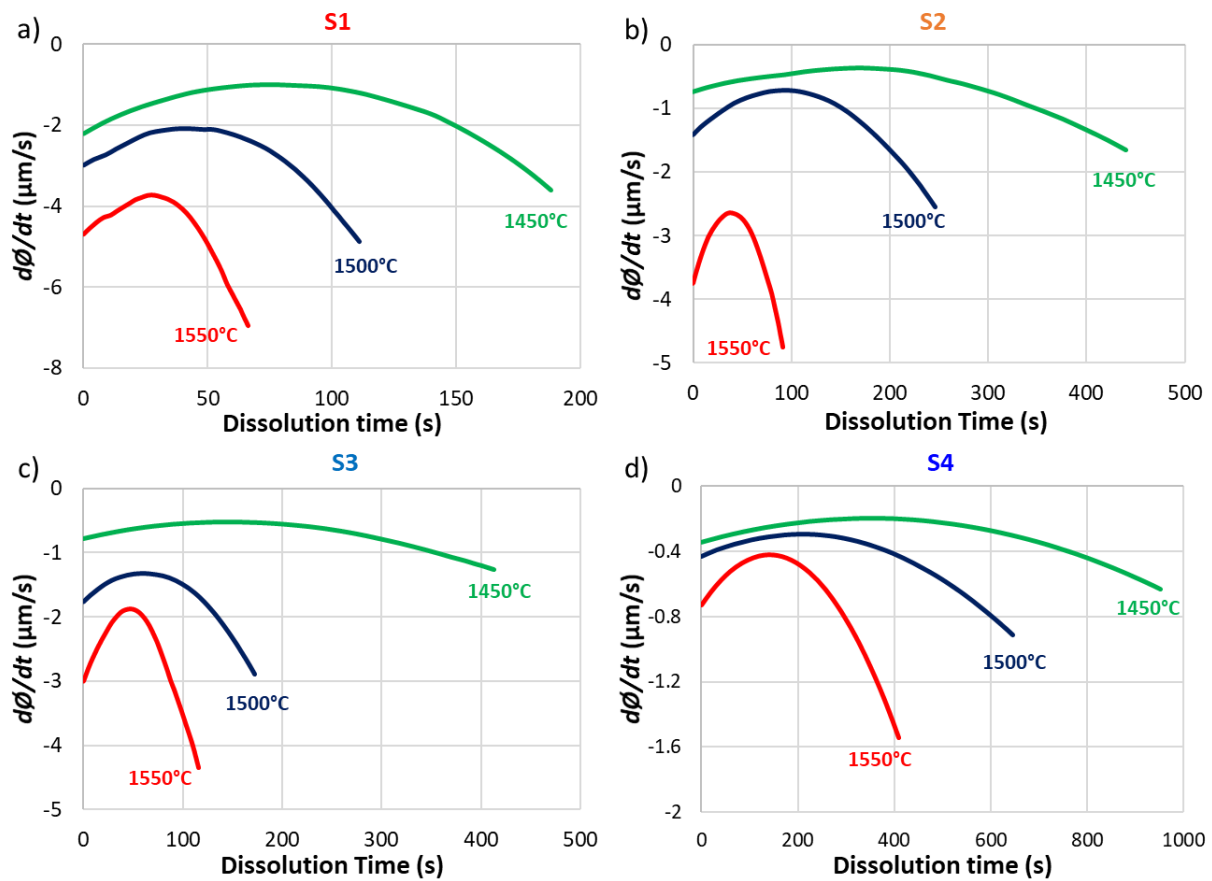 a)
S1
0
-2
-4
-6
-8
dØ/dt (μm/s)
1450°C
1500°C
1550°C
0 50 100 150 200
Dissolution time (s)
b)
S2
0
-1
-2
-3
-4
-5
dØ/dt (μm/s)
1450°C
1500°C
1550°C
0 100 200 300 400 500
Dissolution Time (s)
c)
S3
0
-1
-2
-3
-4
-5
dØ/dt (μm/s)
1450°C
1500°C
1550°C
0 100 200 300 400 500
Dissolution Time (s)
d)
S4
0
-0.4
-0.8
-1.2
-1.6
-2
dØ/dt (μm/s)
1450°C
1500°C
1550°C
0 200 400 600 800 1000
Dissolution time (s)